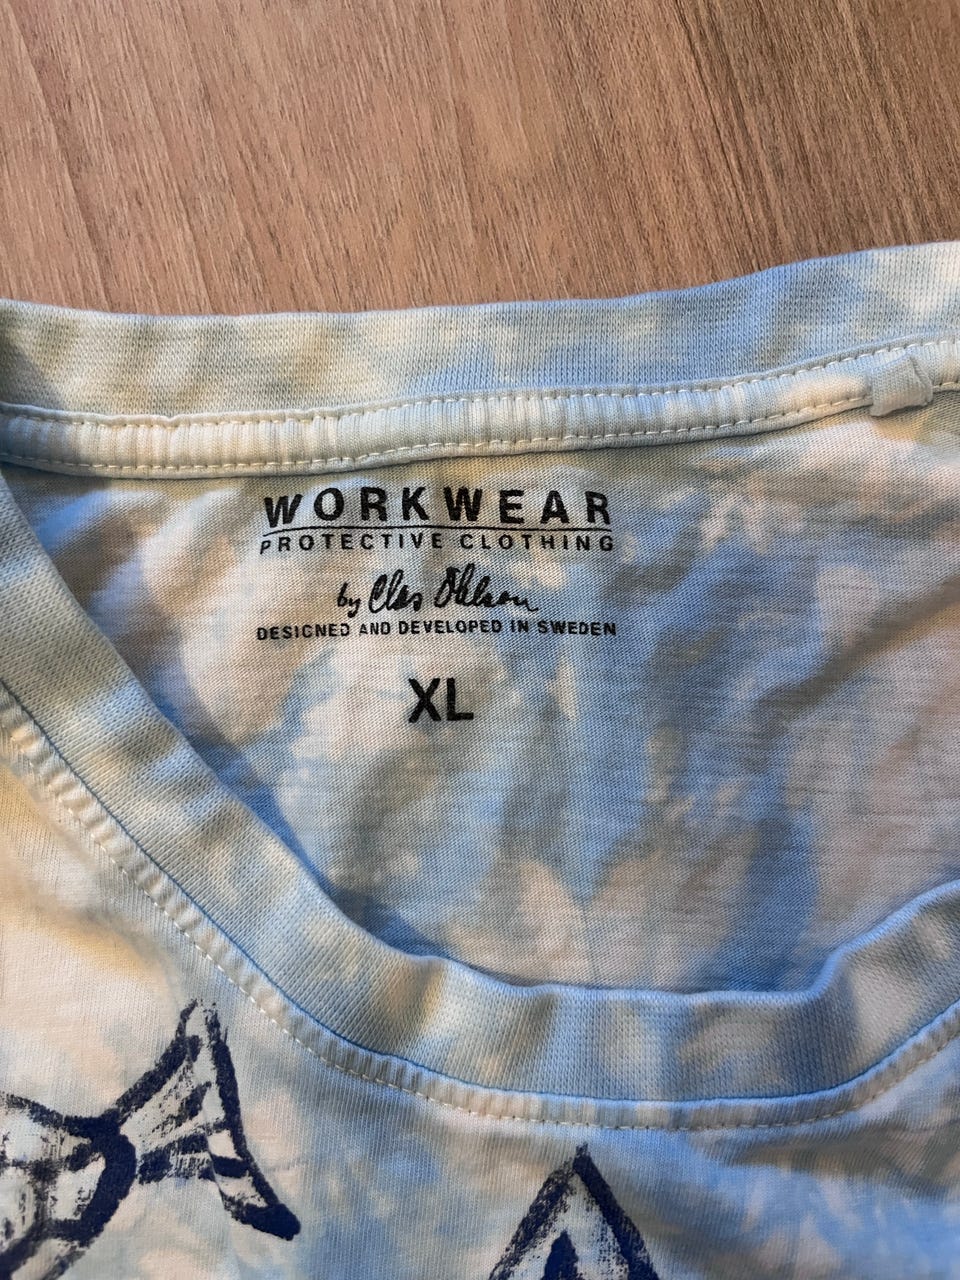 WORKWEAR
PROTECTIVE CLOTHING
by Clas Ohlson
DESIGNED AND DEVELOPED IN SWEDEN
XL